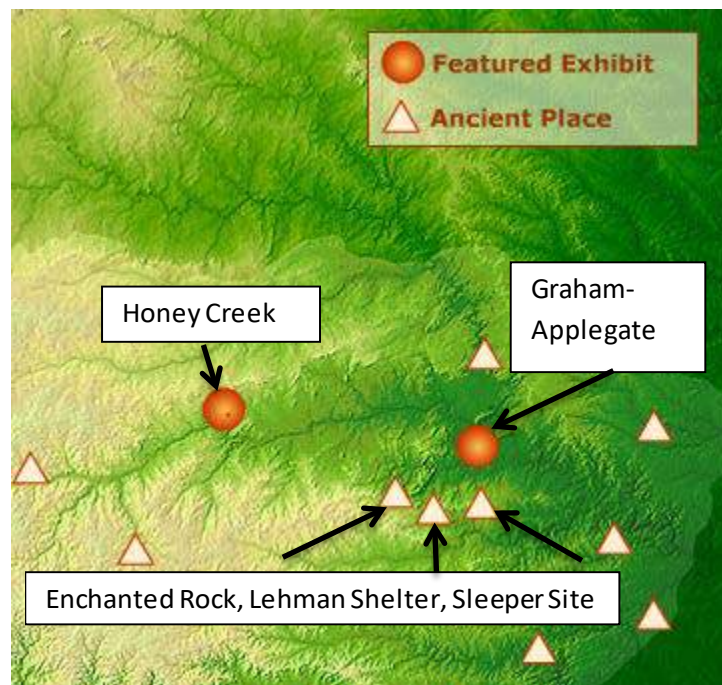 Featured Exhibit
Ancient Place
Honey Creek
Graham-
Applegate
Enchanted Rock, Lehman Shelter, Sleeper Site